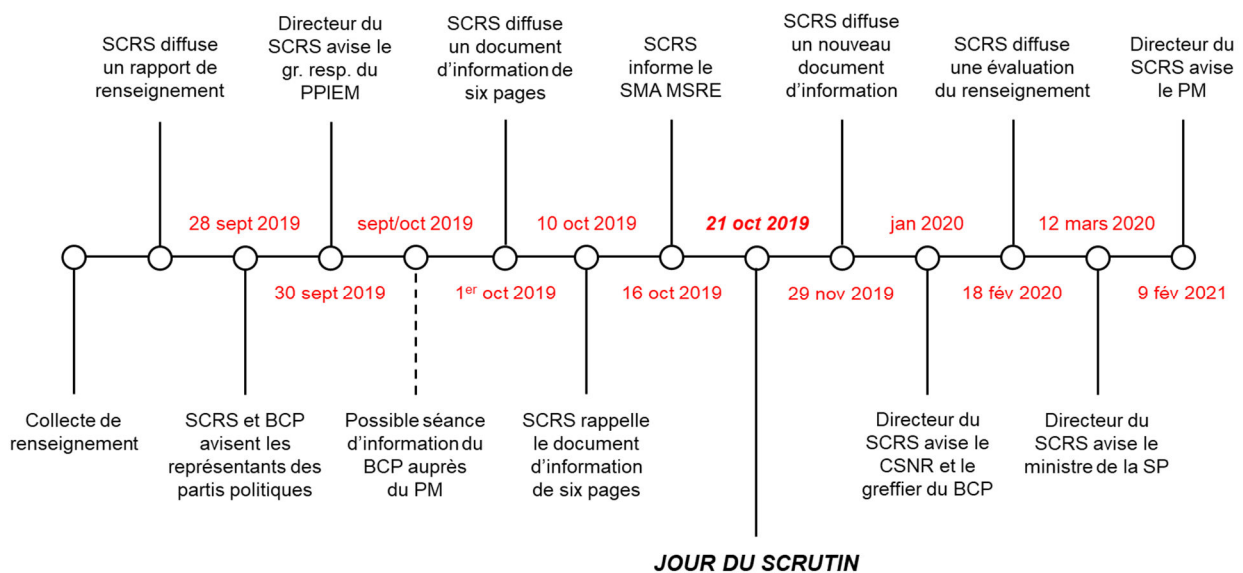 SCRS diffuse
un rapport de
renseignement
Directeur du
SCRS avise le
gr. resp. du
PPIEM
SCRS diffuse
un document
d'information de
six pages
SCRS
informe le
SMA MSRE
SCRS diffuse
un nouveau
document
d'information
SCRS diffuse
une évaluation
du renseignement
Directeur du
SCRS avise
le PM
28 sept 2019
sept/oct 2019
10 oct 2019
21 oct 2019
jan 2020
12 mars 2020
30 sept 2019
1er oct 2019
16 oct 2019
29 nov 2019
18 fév 2020
9 fév 2021
Collecte de
renseignement
SCRS et BCP
avisent les
représentants des
partis politiques
Possible séance
d'information du
BCP auprès
du PM
SCRS rappelle
le document
d'information
de six pages
Directeur du
SCRS avise le
CSNR et le
greffier du BCP
Directeur du
SCRS avise le
ministre de la SP
JOUR DU SCRUTIN